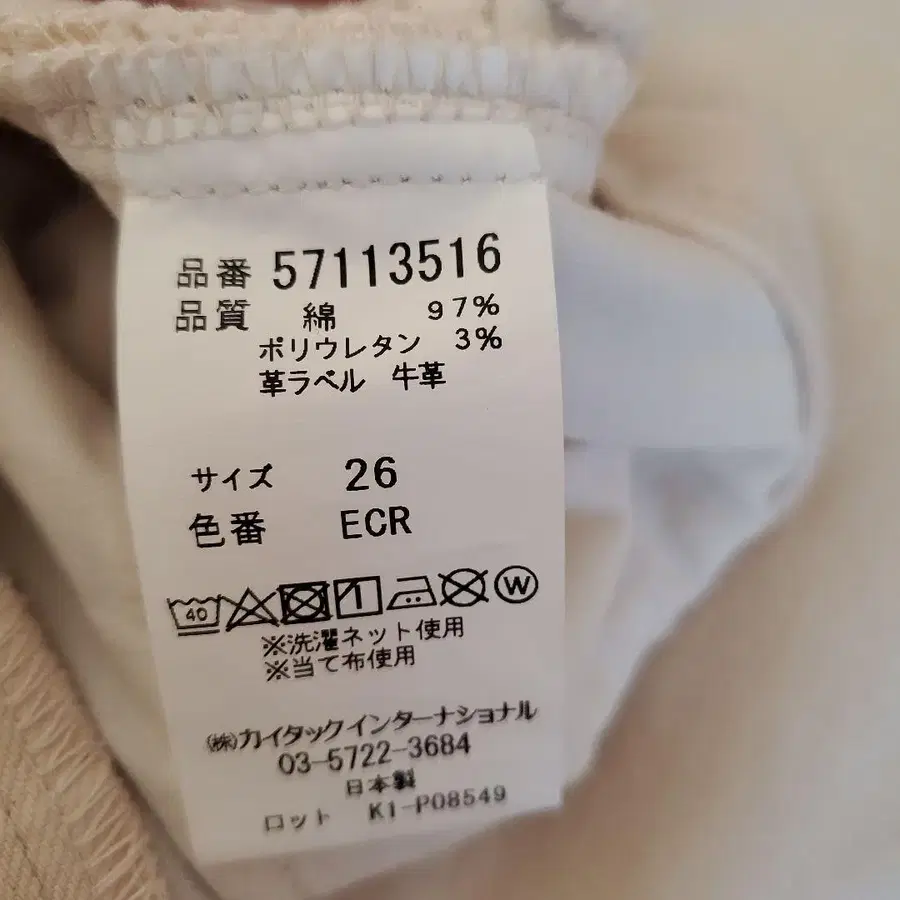 品番 57113516
品質 綿 97%
ポリウレタン 3%
革ラベル 牛革
サイズ 26
色番 ECR
40 W
※洗濯ネット使用
※当て布使用
㈱カイタックインターナショナル
03-5722-3684
日本製
ロット K1-P08549